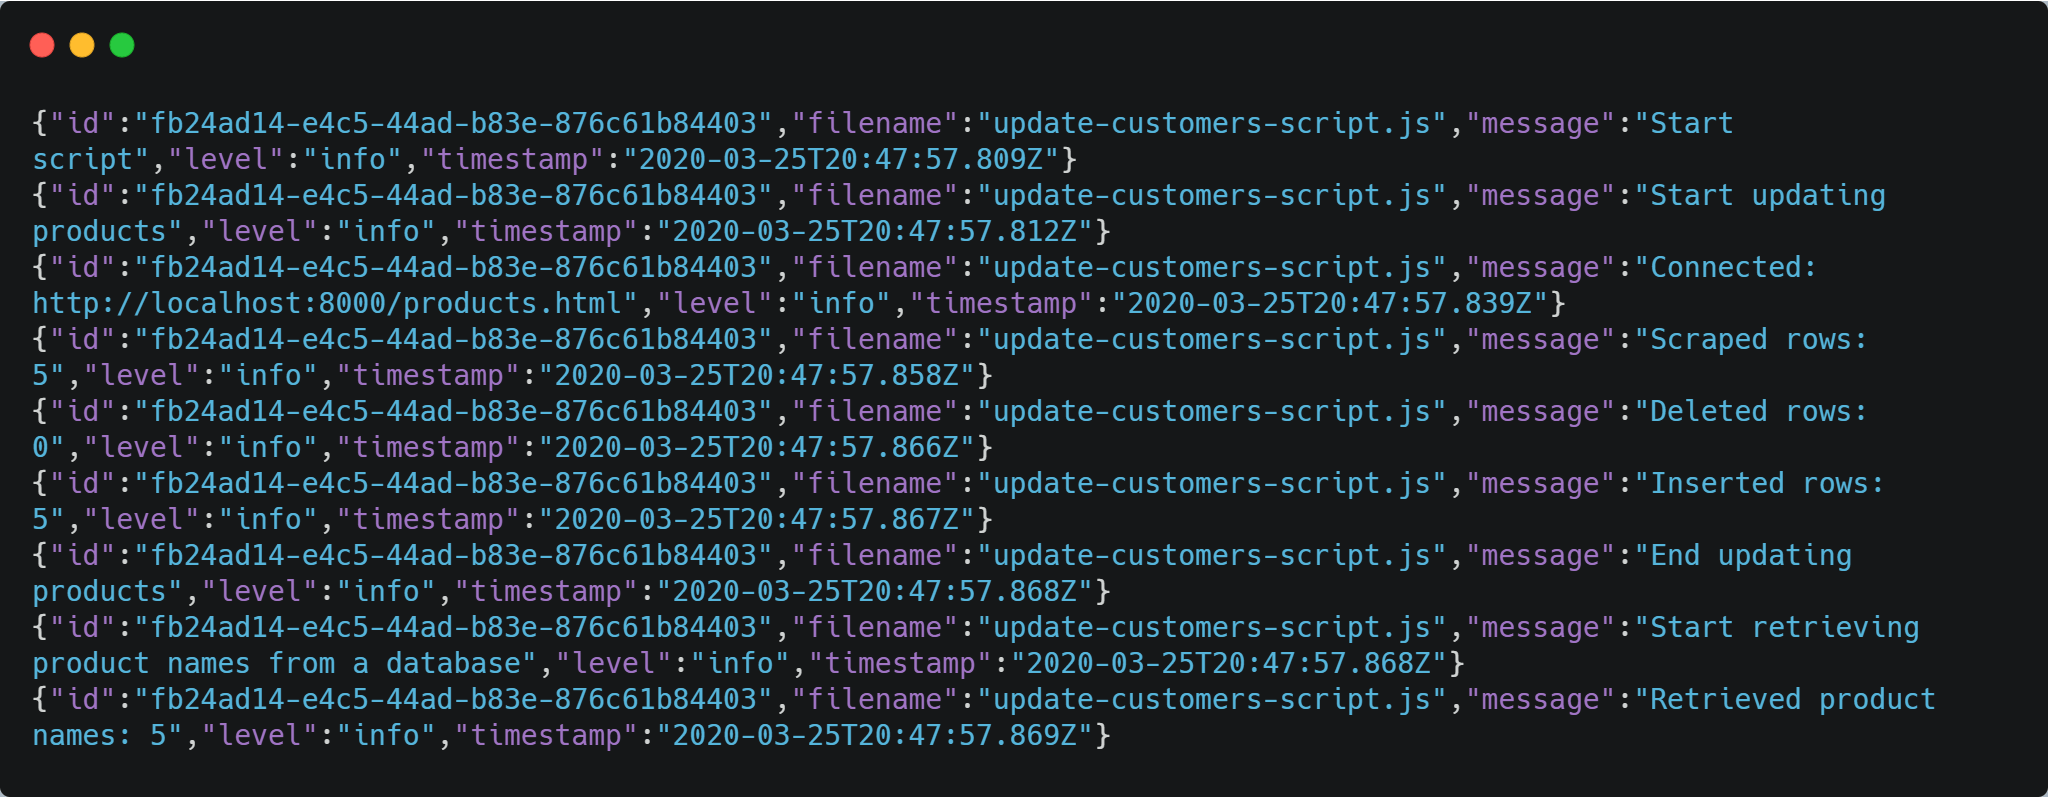 {"id":"fb24ad14-e4c5-44ad-b83e-876c61b84403","filename":"update-customers-script.js","message":"Start
script","level":"info","timestamp":"2020-03-25T20:47:57.809Z"}
{"id":"fb24ad14-e4c5-44ad-b83e-876c61b84403","filename":"update-customers-script.js","message":"Start updating
products","level":"info","timestamp":"2020-03-25T20:47:57.812Z"}
{"id":"fb24ad14-e4c5-44ad-b83e-876c61b84403","filename":"update-customers-script.js","message":"Connected:
http://localhost:8000/products.html","level":"info","timestamp":"2020-03-25T20:47:57.839Z"}
{"id":"fb24ad14-e4c5-44ad-b83e-876c61b84403","filename":"update-customers-script.js","message":"Scraped rows:
5","level":"info","timestamp":"2020-03-25T20:47:57.858Z"}
{"id":"fb24ad14-e4c5-44ad-b83e-876c61b84403","filename":"update-customers-script.js","message":"Deleted rows:
0","level":"info","timestamp":"2020-03-25T20:47:57.866Z"}
{"id":"fb24ad14-e4c5-44ad-b83e-876c61b84403","filename":"update-customers-script.js","message":"Inserted rows:
5","level":"info","timestamp":"2020-03-25T20:47:57.867Z"}
{"id":"fb24ad14-e4c5-44ad-b83e-876c61b84403","filename":"update-customers-script.js","message":"End updating
products","level":"info","timestamp":"2020-03-25T20:47:57.868Z"}
{"id":"fb24ad14-e4c5-44ad-b83e-876c61b84403","filename":"update-customers-script.js","message":"Start retrieving
product names from a database","level":"info","timestamp":"2020-03-25T20:47:57.868Z"}
{"id":"fb24ad14-e4c5-44ad-b83e-876c61b84403","filename":"update-customers-script.js","message":"Retrieved product
names: 5","level":"info","timestamp":"2020-03-25T20:47:57.869Z"}